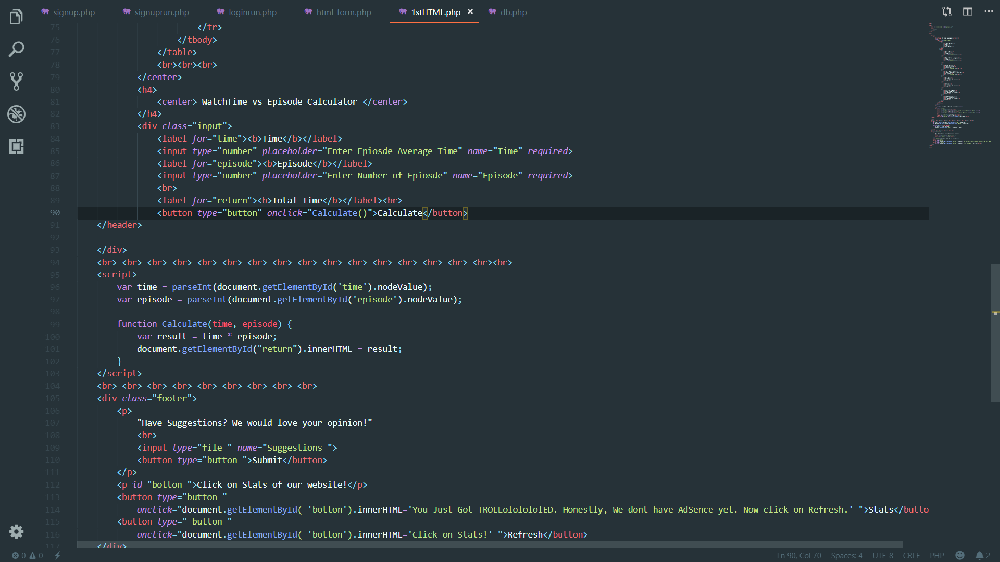 signup.php signuprun.php loginrun.php html_form.php 1stHTML.php × db.php
75 </tr>
76 </tbody>
77 </table>
78 <br><br><br>
79 </center>
80 <h4>
81 <center> WatchTime vs Episode Calculator </center>
82 </h4>
83 <div class="input">
84 <label for="time"><b>Time</b></label>
85 <input type="number" placeholder="Enter Epiosde Average Time" name="Time" required>
86 <label for="episode"><b>Episode</b></label>
87 <input type="number" placeholder="Enter Number of Epiosde" name="Episode" required>
88 <br>
89 <label for="return"><b>Total Time</b></label><br>
90 <button type="button" onclick="Calculate()">Calculate</button>
91 </header>
92
93 </div>
94 <br> <br> <br> <br> <br> <br> <br> <br> <br> <br> <br> <br> <br> <br> <br> <br><br>
95 <script>
96 var time = parseInt(document.getElementById('time').nodeValue);
97 var episode = parseInt(document.getElementById('episode').nodeValue);
98
99 function Calculate(time, episode) {
100 var result = time * episode;
101 document.getElementById("return").innerHTML = result;
102 }
103 </script>
104 <br> <br> <br> <br> <br> <br> <br> <br> <br>
105 <div class="footer">
106 <p>
107 "Have Suggestions? We would love your opinion!"
108 <br>
109 <input type="file " name="Suggestions ">
110 <button type="button ">Submit</button>
111 </p>
112 <p id="botton ">Click on Stats of our website!</p>
113 <button type="button "
114 onclick="document.getElementById( 'botton').innerHTML='You Just Got TROLLololololED. Honestly, We dont have AdSence yet. Now click on Refresh.' ">Stats</butto
115 <button type=" button "
116 onclick="document.getElementById( 'botton').innerHTML='Click on Stats!' ">Refresh</button>
117 </div>
0 0 Ln 90, Col 70 Spaces: 4 UTF-8 CRLF PHP 2